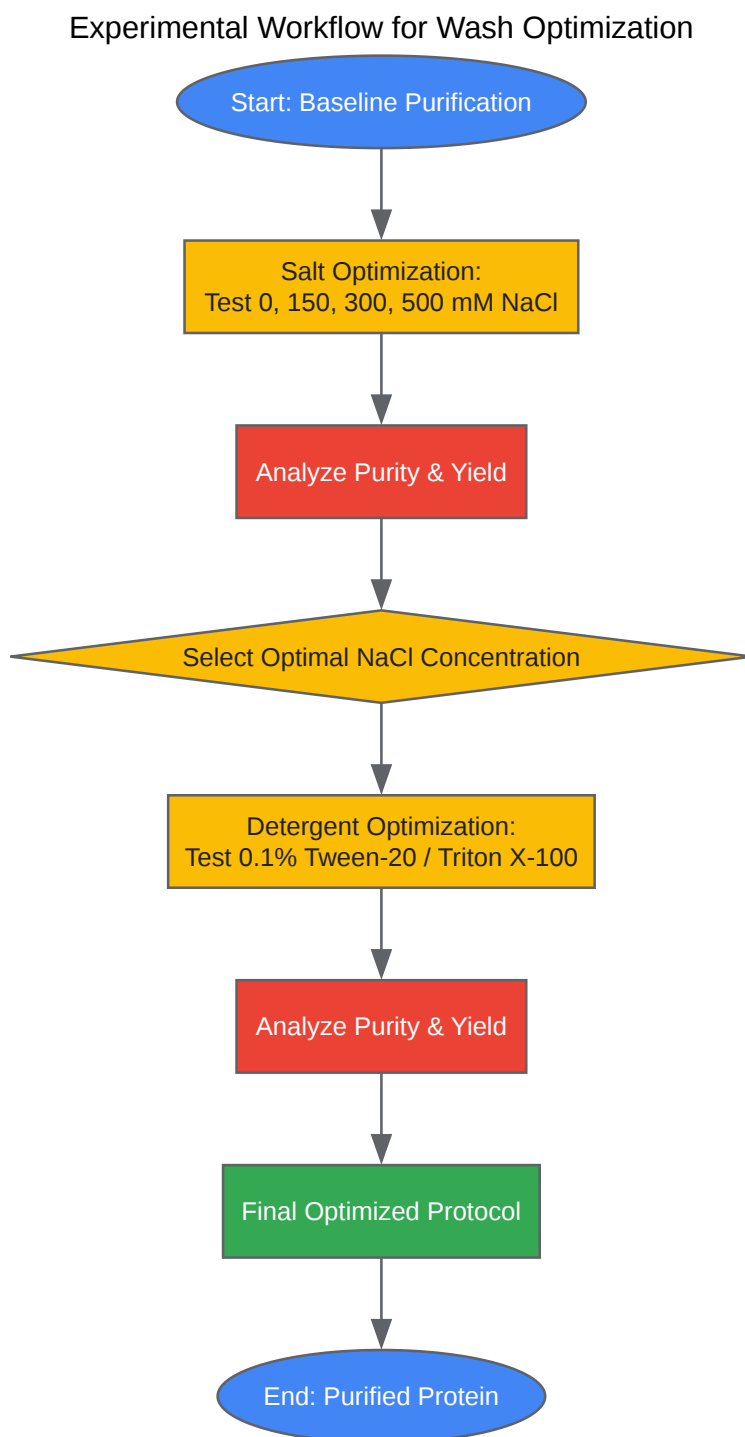 Experimental Workflow for Wash Optimization
Start: Baseline Purification
Salt Optimization:
Test 0, 150, 300, 500 mM NaCl
Analyze Purity & Yield
Select Optimal NaCl Concentration
Detergent Optimization:
Test 0.1% Tween-20 / Triton X-100
Analyze Purity & Yield
Final Optimized Protocol
End: Purified Protein